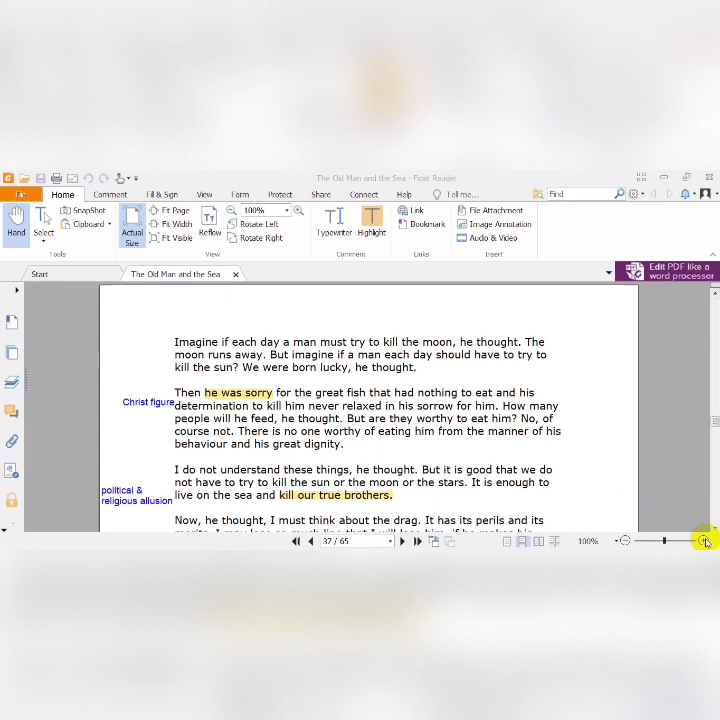 The Old Man and the Sea - Foxit Reader
File Home Comment Fill & Sign View Form Protect Share Connect Help Tell me... Find
Hand
Select
SnapShot
Clipboard
Actual Size
Fit Page
Fit Width
Fit Visible
Reflow
100%
Rotate Left
Rotate Right
Typewriter
Highlight
Link
Bookmark
File Attachment
Image Annotation
Audio & Video
Tools View Comment Links Insert
Start The Old Man and the Sea
Edit PDF like a
word processor
Imagine if each day a man must try to kill the moon, he thought. The
moon runs away. But imagine if a man each day should have to try to
kill the sun? We were born lucky, he thought.
Then he was sorry for the great fish that had nothing to eat and his
Christ figure
determination to kill him never relaxed in his sorrow for him. How many
people will he feed, he thought. But are they worthy to eat him? No, of
course not. There is no one worthy of eating him from the manner of his
behaviour and his great dignity.
I do not understand these things, he thought. But it is good that we do
not have to try to kill the sun or the moon or the stars. It is enough to
political &
religious allusion
live on the sea and kill our true brothers.
Now, he thought, I must think about the drag. It has its perils and its
37 / 65
100%